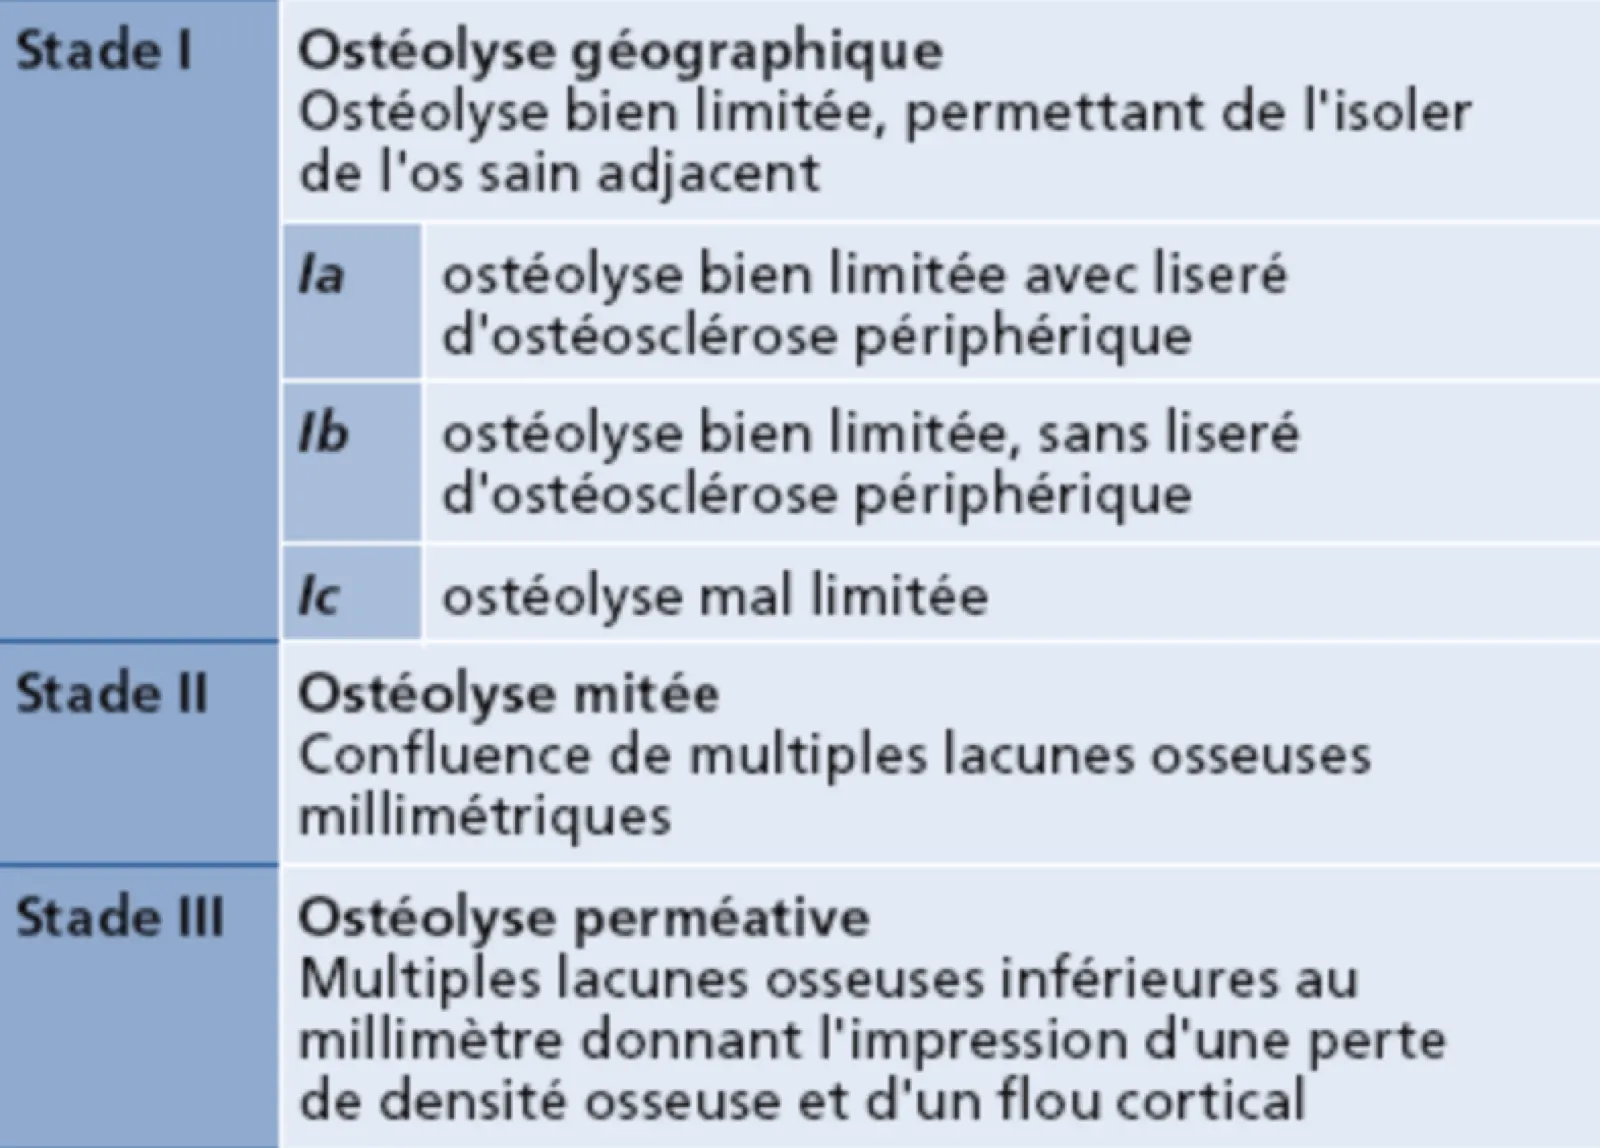 Stade I
Ostéolyse géographique
Ostéolyse bien limitée, permettant de l'isoler
de l'os sain adjacent
Ia
ostéolyse bien limitée avec liseré
d'ostéosclérose périphérique
Ib
ostéolyse bien limitée, sans liseré
d'ostéosclérose périphérique
Ic
ostéolyse mal limitée
Stade II
Ostéolyse mitée
Confluence de multiples lacunes osseuses
millimétriques
Stade III
Ostéolyse perméative
Multiples lacunes osseuses inférieures au
millimètre donnant l'impression d'une perte
de densité osseuse et d'un flou cortical